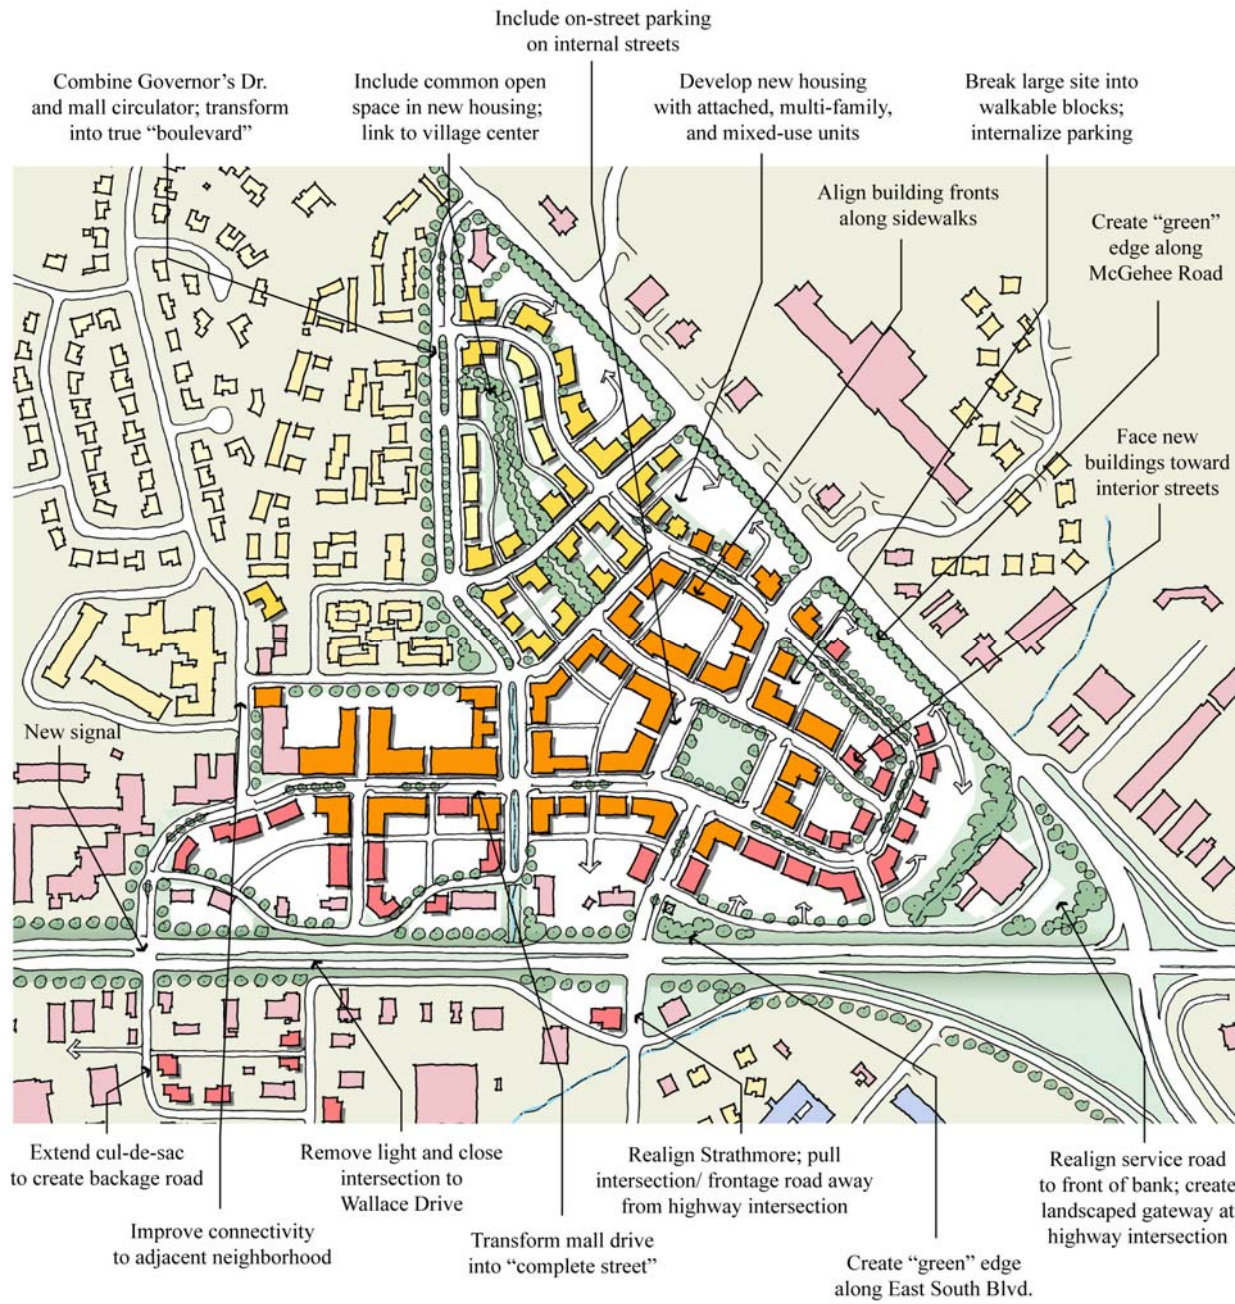 Include on-street parking
on internal streets
Combine Governor's Dr.
and mall circulator; transform
into true “boulevard”
Include common open
space in new housing;
link to village center
Develop new housing
with attached, multi-family,
and mixed-use units
Break large site into
walkable blocks;
internalize parking
Align building fronts
along sidewalks
Create “green”
edge along
McGehee Road
Face new
buildings toward
interior streets
New signal
Extend cul-de-sac
to create backage road
Improve connectivity
to adjacent neighborhood
Remove light and close
intersection to
Wallace Drive
Transform mall drive
into “complete street”
Realign Strathmore; pull
intersection/ frontage road away
from highway intersection
Create “green” edge
along East South Blvd.
Realign service road
to front of bank; create
landscaped gateway at
highway intersection